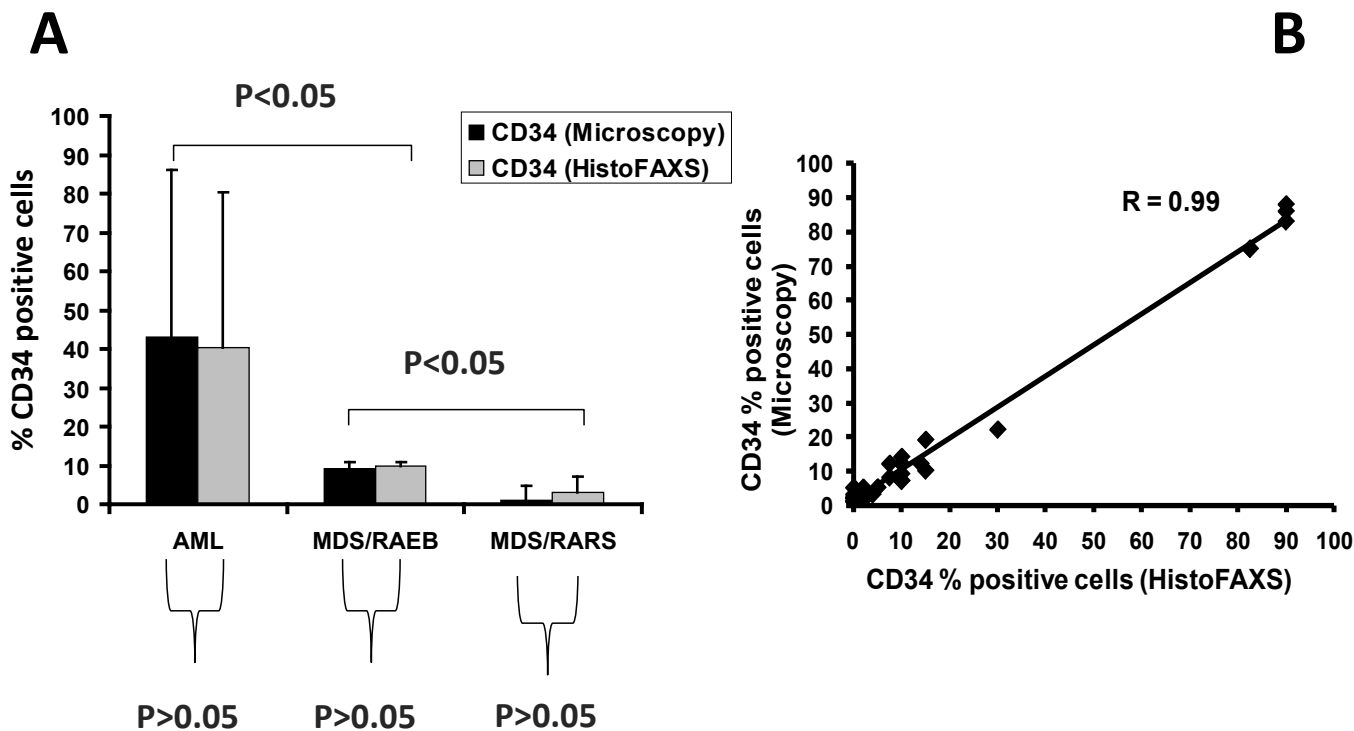 A
B
P<0.05
CD34 (Microscopy)
CD34 (HistoFAXS)
% CD34 positive cells
100
90
80
70
60
50
40
30
20
10
0
P<0.05
AML
MDS/RAEB
MDS/RARS
P>0.05
P>0.05
P>0.05
R = 0.99
CD34 % positive cells
(Microscopy)
100
90
80
70
60
50
40
30
20
10
0
0 10 20 30 40 50 60 70 80 90 100
CD34 % positive cells (HistoFAXS)